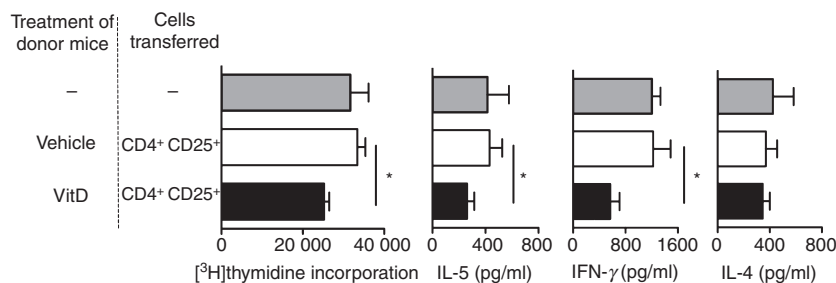 Treatment of donor mice
Cells transferred
– –
Vehicle CD4⁺ CD25⁺ *
VitD CD4⁺ CD25⁺ * * *
0 20 000 40 000
0 400 800
0 800 1600
0 400 800
[³H]thymidine incorporation
IL-5 (pg/ml)
IFN-γ (pg/ml)
IL-4 (pg/ml)